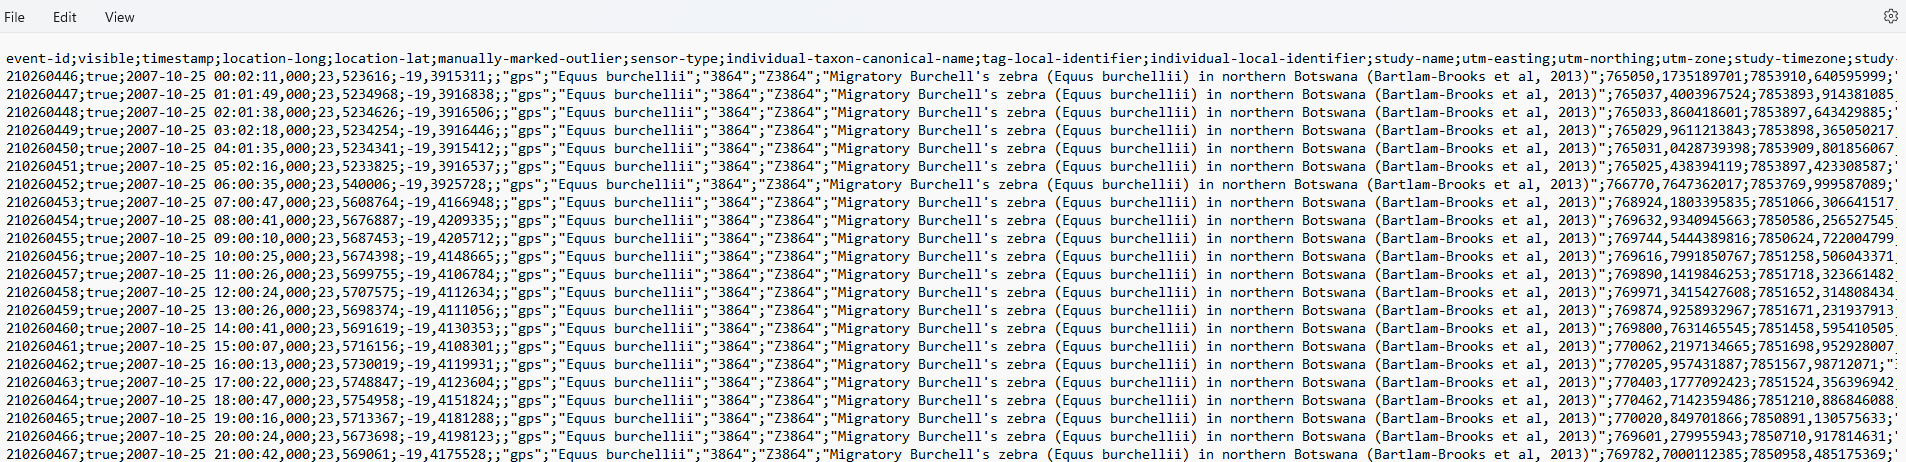 File Edit View
event-id;visible;timestamp;location-long;location-lat;manually-marked-outlier;sensor-type;individual-taxon-canonical-name;tag-local-identifier;individual-local-identifier;study-name;utm-easting;utm-northing;utm-zone;study-timezone;study-
210260446;true;2007-10-25 00:02:11,000;23,523616;-19,3915311;;"gps";"Equus burchellii";"3864";"Z3864";"Migratory Burchell's zebra (Equus burchellii) in northern Botswana (Bartlam-Brooks et al, 2013)";765050,1735189701;7853910,640595999;"
210260447;true;2007-10-25 01:01:49,000;23,5234968;-19,3916838;;"gps";"Equus burchellii";"3864";"Z3864";"Migratory Burchell's zebra (Equus burchellii) in northern Botswana (Bartlam-Brooks et al, 2013)";765037,4003967524;7853893,914381085
210260448;true;2007-10-25 02:01:38,000;23,5234626;-19,3916506;;"gps";"Equus burchellii";"3864";"Z3864";"Migratory Burchell's zebra (Equus burchellii) in northern Botswana (Bartlam-Brooks et al, 2013)";765033,860418601;7853897,643429885;"
210260449;true;2007-10-25 03:02:18,000;23,5234254;-19,3916446;;"gps";"Equus burchellii";"3864";"Z3864";"Migratory Burchell's zebra (Equus burchellii) in northern Botswana (Bartlam-Brooks et al, 2013)";765029,9611213843;7853898,365050217
210260450;true;2007-10-25 04:01:35,000;23,5234341;-19,3915412;;"gps";"Equus burchellii";"3864";"Z3864";"Migratory Burchell's zebra (Equus burchellii) in northern Botswana (Bartlam-Brooks et al, 2013)";765031,0428739398;7853909,801856067
210260451;true;2007-10-25 05:02:16,000;23,5233825;-19,3916537;;"gps";"Equus burchellii";"3864";"Z3864";"Migratory Burchell's zebra (Equus burchellii) in northern Botswana (Bartlam-Brooks et al, 2013)";765025,438394119;7853897,423308587;"
210260452;true;2007-10-25 06:00:35,000;23,540006;-19,3925728;;"gps";"Equus burchellii";"3864";"Z3864";"Migratory Burchell's zebra (Equus burchellii) in northern Botswana (Bartlam-Brooks et al, 2013)";766770,7647362017;7853769,999587089;"
210260453;true;2007-10-25 07:00:47,000;23,5608764;-19,4166948;;"gps";"Equus burchellii";"3864";"Z3864";"Migratory Burchell's zebra (Equus burchellii) in northern Botswana (Bartlam-Brooks et al, 2013)";768924,1803395835;7851066,306641517
210260454;true;2007-10-25 08:00:41,000;23,5676887;-19,4209335;;"gps";"Equus burchellii";"3864";"Z3864";"Migratory Burchell's zebra (Equus burchellii) in northern Botswana (Bartlam-Brooks et al, 2013)";769632,9340945663;7850586,256527545
210260455;true;2007-10-25 09:00:10,000;23,5687453;-19,4205712;;"gps";"Equus burchellii";"3864";"Z3864";"Migratory Burchell's zebra (Equus burchellii) in northern Botswana (Bartlam-Brooks et al, 2013)";769744,5444389816;7850624,722004799
210260456;true;2007-10-25 10:00:25,000;23,5674398;-19,4148665;;"gps";"Equus burchellii";"3864";"Z3864";"Migratory Burchell's zebra (Equus burchellii) in northern Botswana (Bartlam-Brooks et al, 2013)";769616,7991850767;7851258,506043371
210260457;true;2007-10-25 11:00:26,000;23,5699755;-19,4106784;;"gps";"Equus burchellii";"3864";"Z3864";"Migratory Burchell's zebra (Equus burchellii) in northern Botswana (Bartlam-Brooks et al, 2013)";769890,1419846253;7851718,323661482
210260458;true;2007-10-25 12:00:24,000;23,5707575;-19,4112634;;"gps";"Equus burchellii";"3864";"Z3864";"Migratory Burchell's zebra (Equus burchellii) in northern Botswana (Bartlam-Brooks et al, 2013)";769971,3415427608;7851652,314808434
210260459;true;2007-10-25 13:00:26,000;23,5698374;-19,4111056;;"gps";"Equus burchellii";"3864";"Z3864";"Migratory Burchell's zebra (Equus burchellii) in northern Botswana (Bartlam-Brooks et al, 2013)";769874,9258932967;7851671,231937913
210260460;true;2007-10-25 14:00:41,000;23,5691619;-19,4130353;;"gps";"Equus burchellii";"3864";"Z3864";"Migratory Burchell's zebra (Equus burchellii) in northern Botswana (Bartlam-Brooks et al, 2013)";769800,7631465545;7851458,595410505
210260461;true;2007-10-25 15:00:07,000;23,5716156;-19,4108301;;"gps";"Equus burchellii";"3864";"Z3864";"Migratory Burchell's zebra (Equus burchellii) in northern Botswana (Bartlam-Brooks et al, 2013)";770062,2197134665;7851698,952928007
210260462;true;2007-10-25 16:00:13,000;23,5730019;-19,4119931;;"gps";"Equus burchellii";"3864";"Z3864";"Migratory Burchell's zebra (Equus burchellii) in northern Botswana (Bartlam-Brooks et al, 2013)";770205,957431887;7851567,98712071;"
210260463;true;2007-10-25 17:00:22,000;23,5748847;-19,4123604;;"gps";"Equus burchellii";"3864";"Z3864";"Migratory Burchell's zebra (Equus burchellii) in northern Botswana (Bartlam-Brooks et al, 2013)";770403,1777092423;7851524,356396942
210260464;true;2007-10-25 18:00:47,000;23,5754958;-19,4151824;;"gps";"Equus burchellii";"3864";"Z3864";"Migratory Burchell's zebra (Equus burchellii) in northern Botswana (Bartlam-Brooks et al, 2013)";770462,7142359486;7851210,886846088
210260465;true;2007-10-25 19:00:16,000;23,5713367;-19,4181288;;"gps";"Equus burchellii";"3864";"Z3864";"Migratory Burchell's zebra (Equus burchellii) in northern Botswana (Bartlam-Brooks et al, 2013)";770020,849701866;7850891,130575633;"
210260466;true;2007-10-25 20:00:24,000;23,5673698;-19,4198123;;"gps";"Equus burchellii";"3864";"Z3864";"Migratory Burchell's zebra (Equus burchellii) in northern Botswana (Bartlam-Brooks et al, 2013)";769601,279955943;7850710,917814631;"
210260467;true;2007-10-25 21:00:42,000;23,569061;-19,4175528;;"gps";"Equus burchellii";"3864";"Z3864";"Migratory Burchell's zebra (Equus burchellii) in northern Botswana (Bartlam-Brooks et al, 2013)";769782,7000112385;7850958,485175369;"